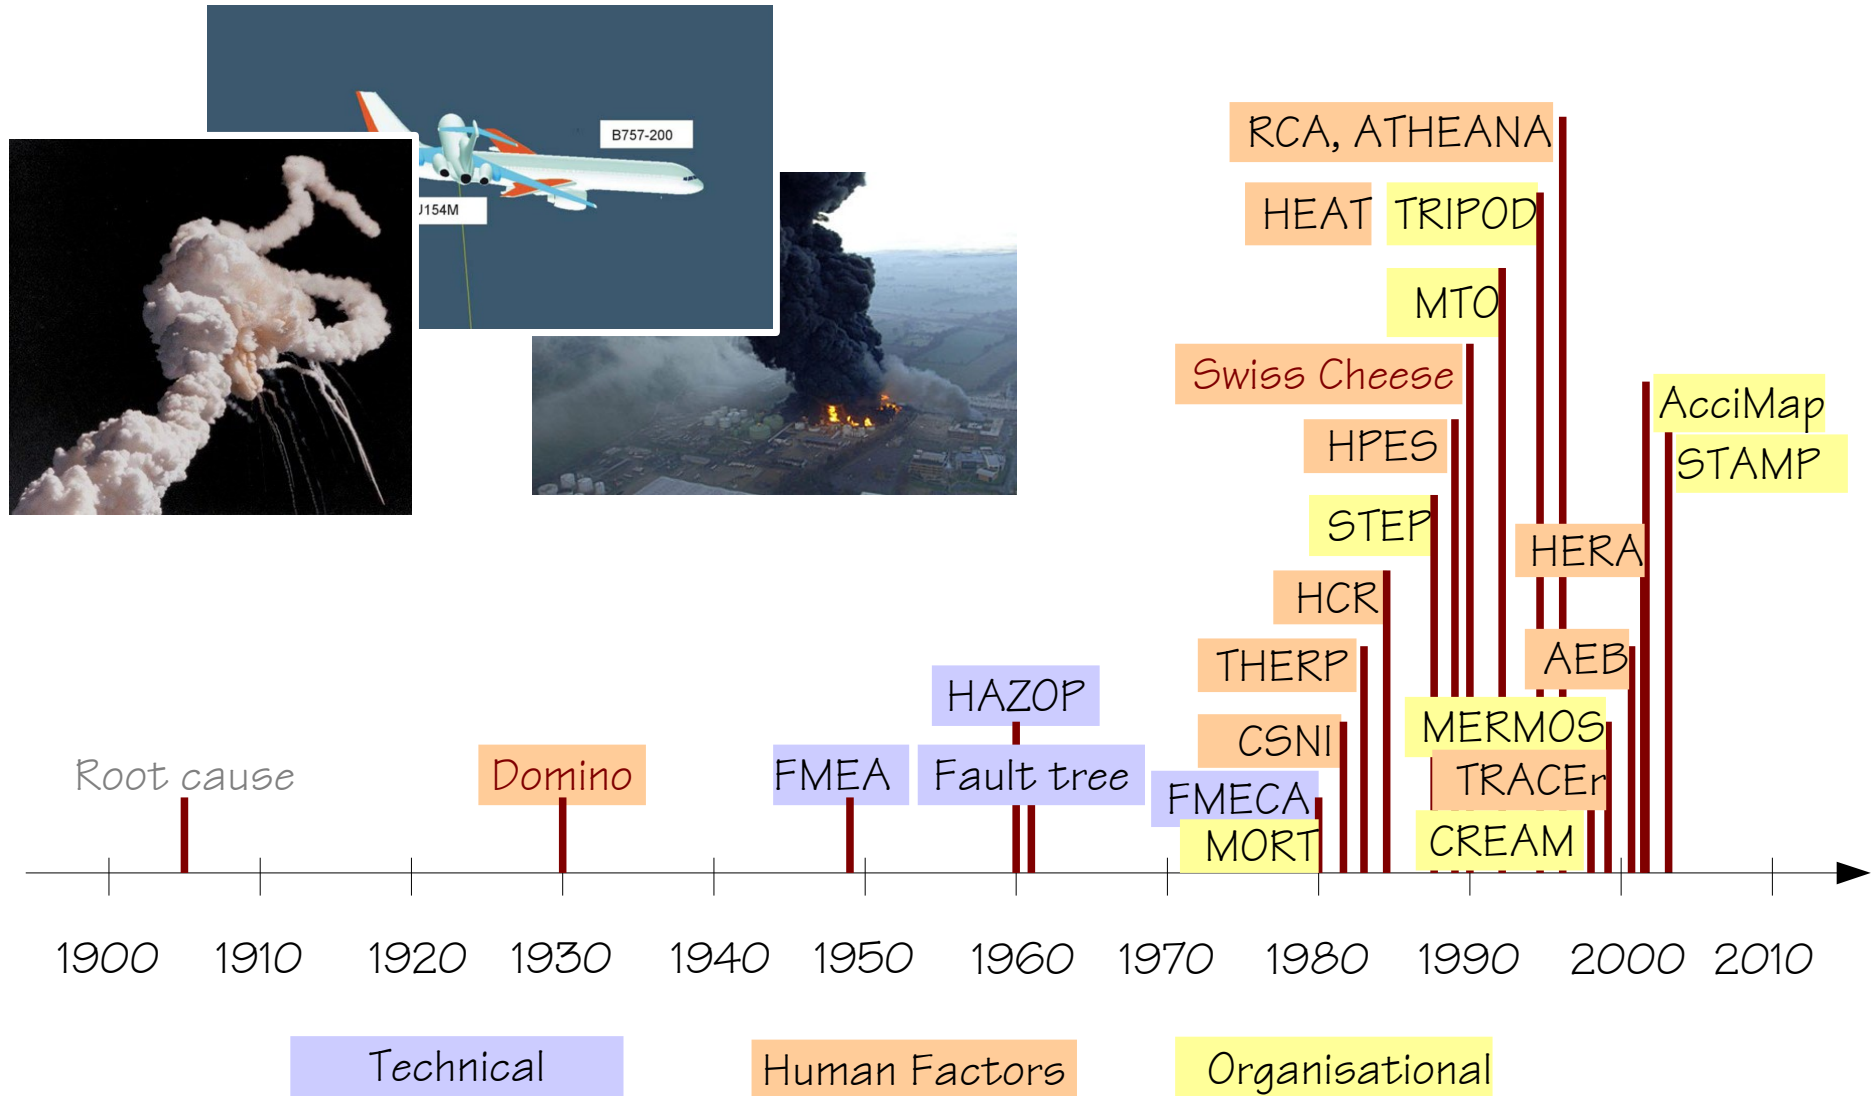 B757-200
J154M
RCA, ATHEANA
HEAT
TRIPOD
MTO
Swiss Cheese
AcciMap
HPES
STAMP
STEP
HERA
HCR
THERP
AEB
HAZOP
MERMOS
CSNI
Root cause
Domino
FMEA
Fault tree
TRACEr
FMECA
MORT
CREAM
1900 1910 1920 1930 1940 1950 1960 1970 1980 1990 2000 2010
Technical
Human Factors
Organisational